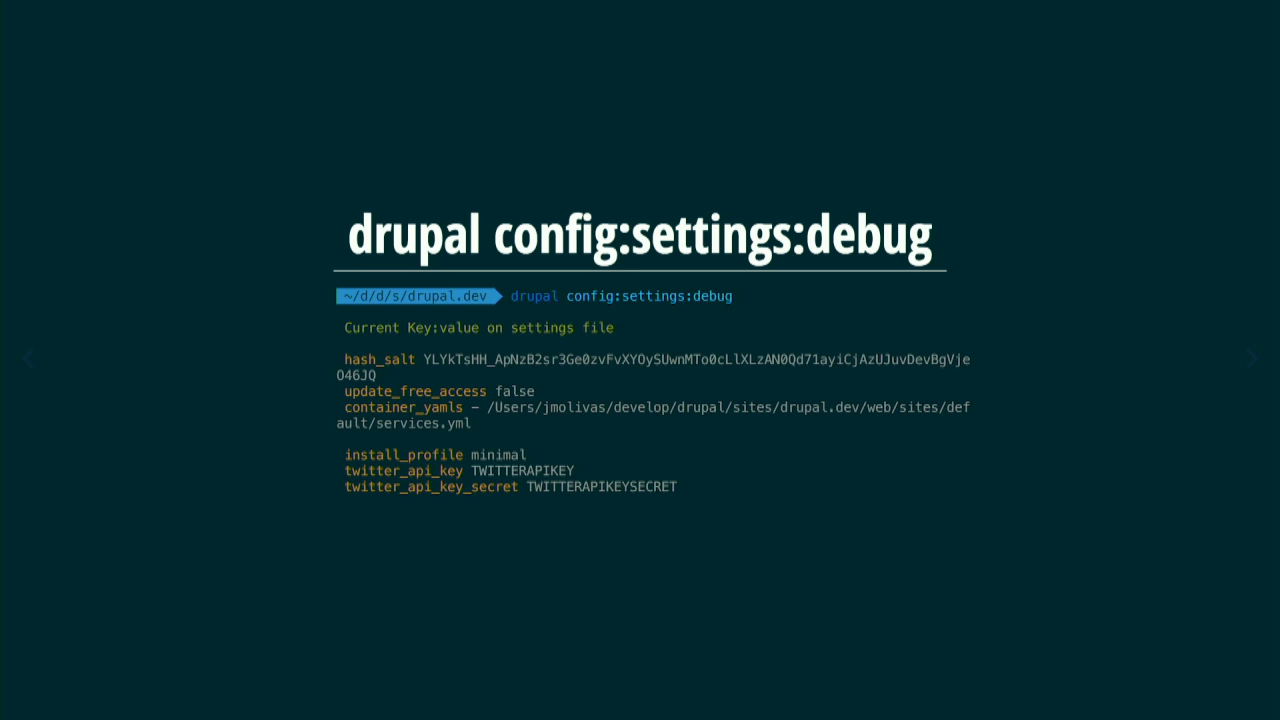 drupal config:settings:debug
~/d/d/s/drupal.dev drupal config:settings:debug
Current Key:value on settings file
hash_salt YLYkTsHH_ApNzB2sr3Ge0zvFvXYOySUwnMTo0cLlXLzAN0Qd71ayiCjAzUJuvDevBgVje
O46JQ
update_free_access false
container_yamls - /Users/jmolivas/develop/drupal/sites/drupal.dev/web/sites/def
ault/services.yml
install_profile minimal
twitter_api_key TWITTERAPIKEY
twitter_api_key_secret TWITTERAPIKEYSECRET